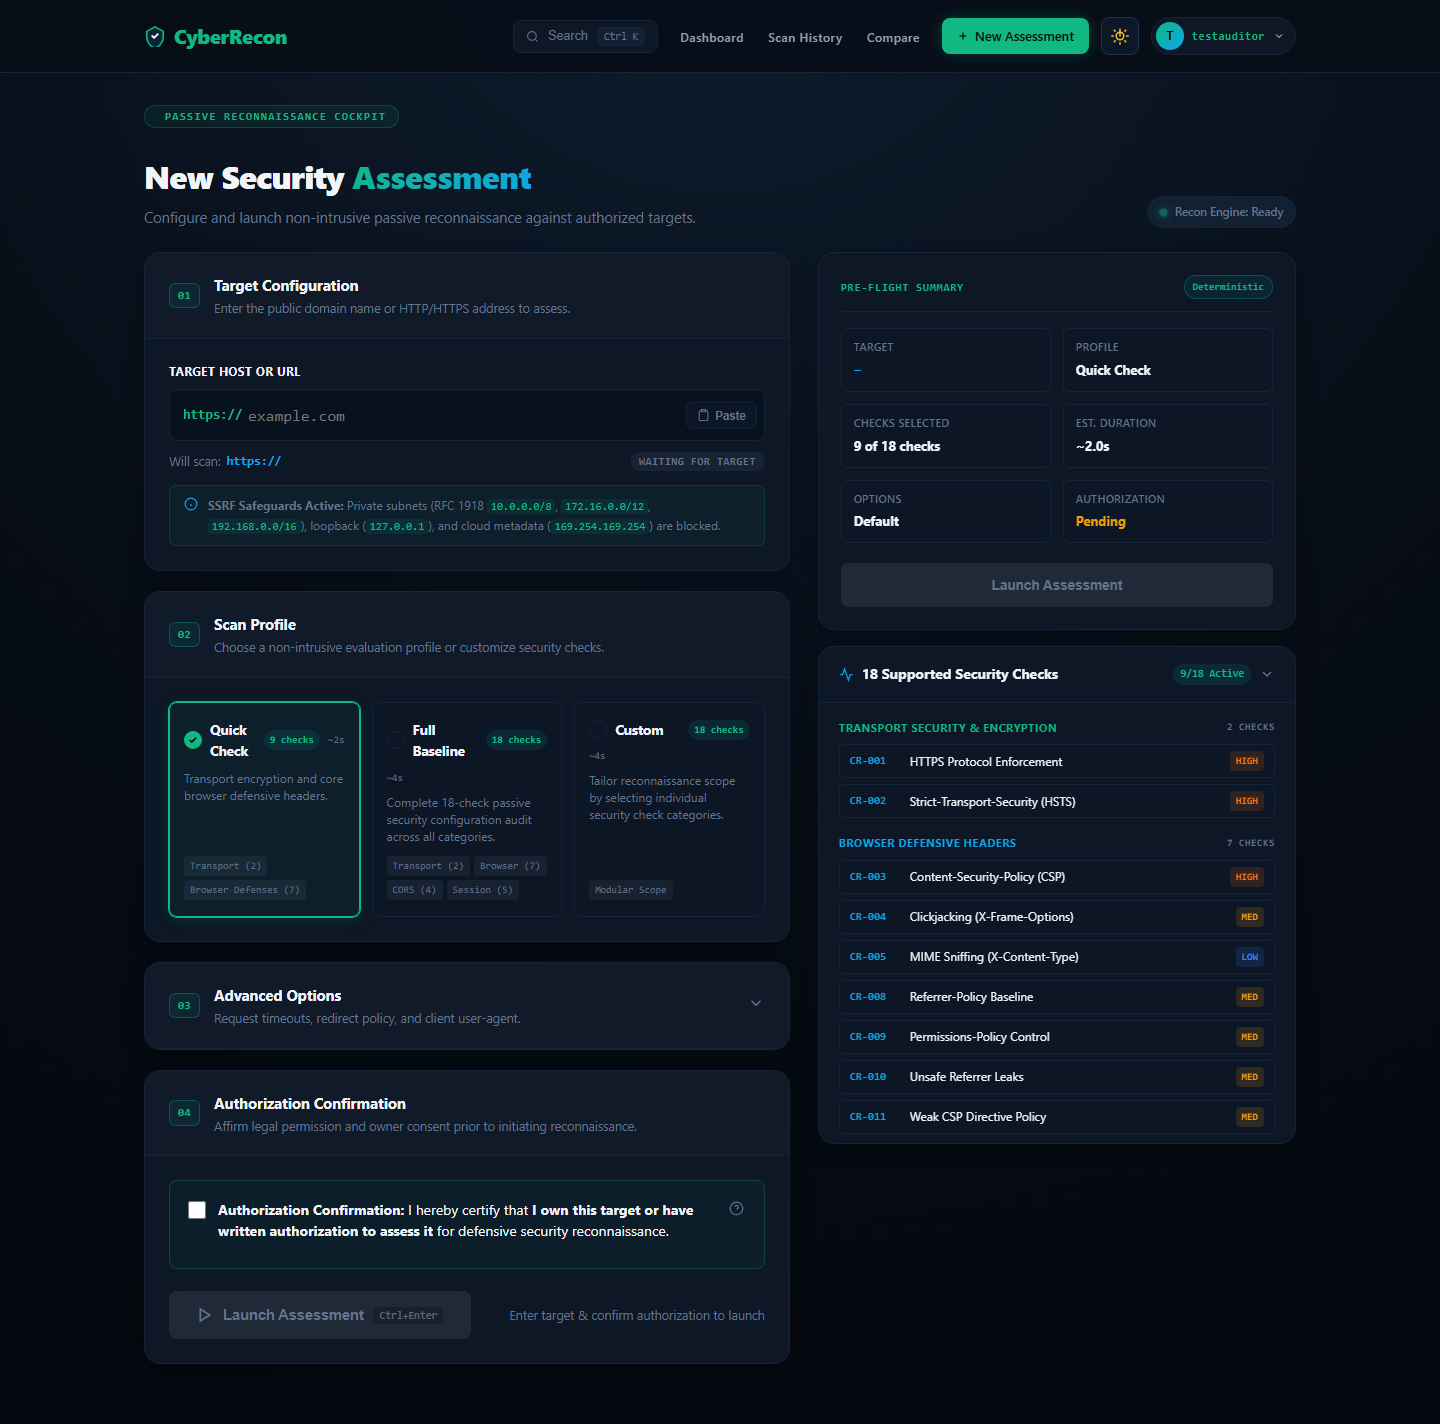 CyberRecon
Search Ctrl K
Dashboard
Scan History
Compare
+ New Assessment
T testauditor
PASSIVE RECONNAISSANCE COCKPIT
New Security Assessment
Configure and launch non-intrusive passive reconnaissance against authorized targets.
Recon Engine: Ready
01 Target Configuration
Enter the public domain name or HTTP/HTTPS address to assess.
TARGET HOST OR URL
https:// example.com Paste
Will scan: https:// WAITING FOR TARGET
SSRF Safeguards Active: Private subnets (RFC 1918 10.0.0.0/8, 172.16.0.0/12,
192.168.0.0/16), loopback (127.0.0.1), and cloud metadata (169.254.169.254) are blocked.
02 Scan Profile
Choose a non-intrusive evaluation profile or customize security checks.
Quick Check 9 checks ~2s
Transport encryption and core
browser defensive headers.
Transport (2)
Browser Defenses (7)
Full Baseline 18 checks
~4s
Complete 18-check passive
security configuration audit
across all categories.
Transport (2) Browser (7)
CORS (4) Session (5)
Custom 18 checks
~4s
Tailor reconnaissance scope
by selecting individual
security check categories.
Modular Scope
03 Advanced Options
Request timeouts, redirect policy, and client user-agent.
04 Authorization Confirmation
Affirm legal permission and owner consent prior to initiating reconnaissance.
Authorization Confirmation: I hereby certify that I own this target or have
written authorization to assess it for defensive security reconnaissance.
Launch Assessment Ctrl+Enter
Enter target & confirm authorization to launch
PRE-FLIGHT SUMMARY Deterministic
TARGET
–
PROFILE
Quick Check
CHECKS SELECTED
9 of 18 checks
EST. DURATION
~2.0s
OPTIONS
Default
AUTHORIZATION
Pending
Launch Assessment
18 Supported Security Checks 9/18 Active
TRANSPORT SECURITY & ENCRYPTION 2 CHECKS
CR-001 HTTPS Protocol Enforcement HIGH
CR-002 Strict-Transport-Security (HSTS) HIGH
BROWSER DEFENSIVE HEADERS 7 CHECKS
CR-003 Content-Security-Policy (CSP) HIGH
CR-004 Clickjacking (X-Frame-Options) MED
CR-005 MIME Sniffing (X-Content-Type) LOW
CR-008 Referrer-Policy Baseline MED
CR-009 Permissions-Policy Control MED
CR-010 Unsafe Referrer Leaks MED
CR-011 Weak CSP Directive Policy MED